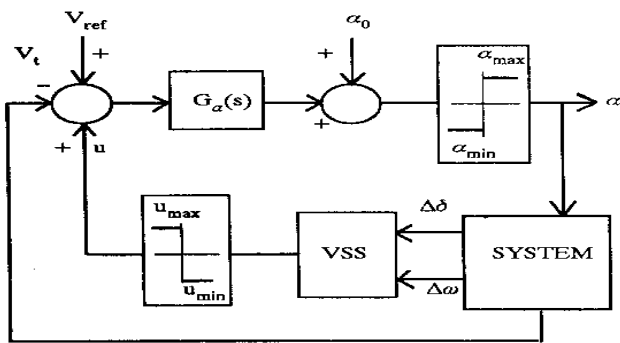 V_ref
V_t
+
α_0
+
α_max
−
G_α(s)
α
+
α_min
+
u
u_max
Δδ
VSS
SYSTEM
u_min
Δω